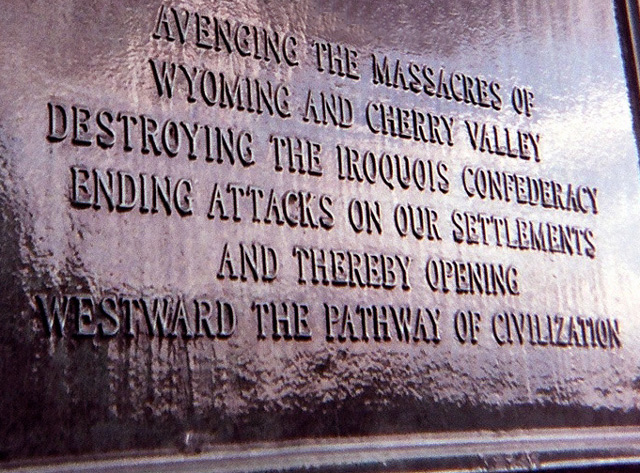 AVENGING THE MASSACRES OF
WYOMING AND CHERRY VALLEY
DESTROYING THE IROQUOIS CONFEDERACY
ENDING ATTACKS ON OUR SETTLEMENTS
AND THEREBY OPENING
WESTWARD THE PATHWAY OF CIVILIZATION